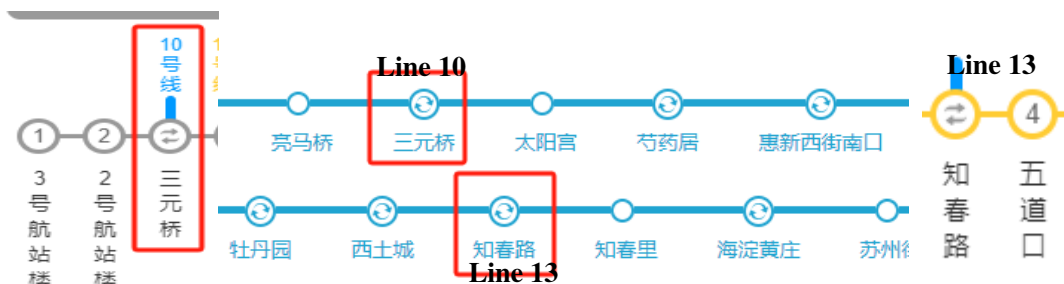 10号线
1
2
3号航站楼
2号航站楼
三元桥
Line 10
亮马桥
三元桥
太阳宫
芍药居
惠新西街南口
牡丹园
西土城
知春路
知春里
海淀黄庄
苏州
Line 13
Line 13
4
知春路
五道口